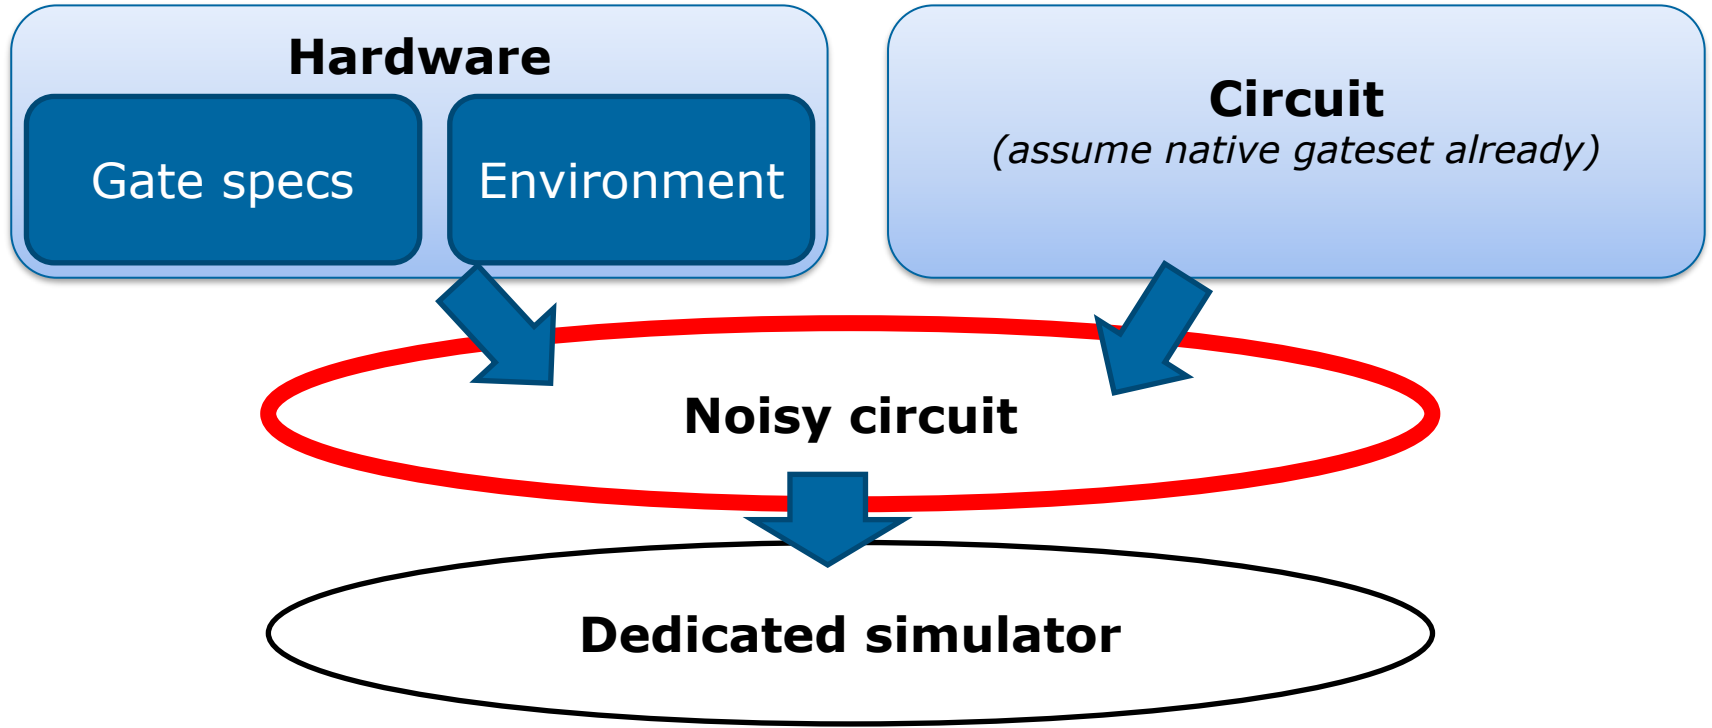 Hardware
Gate specs
Environment
Circuit
(assume native gateset already)
Noisy circuit
Dedicated simulator